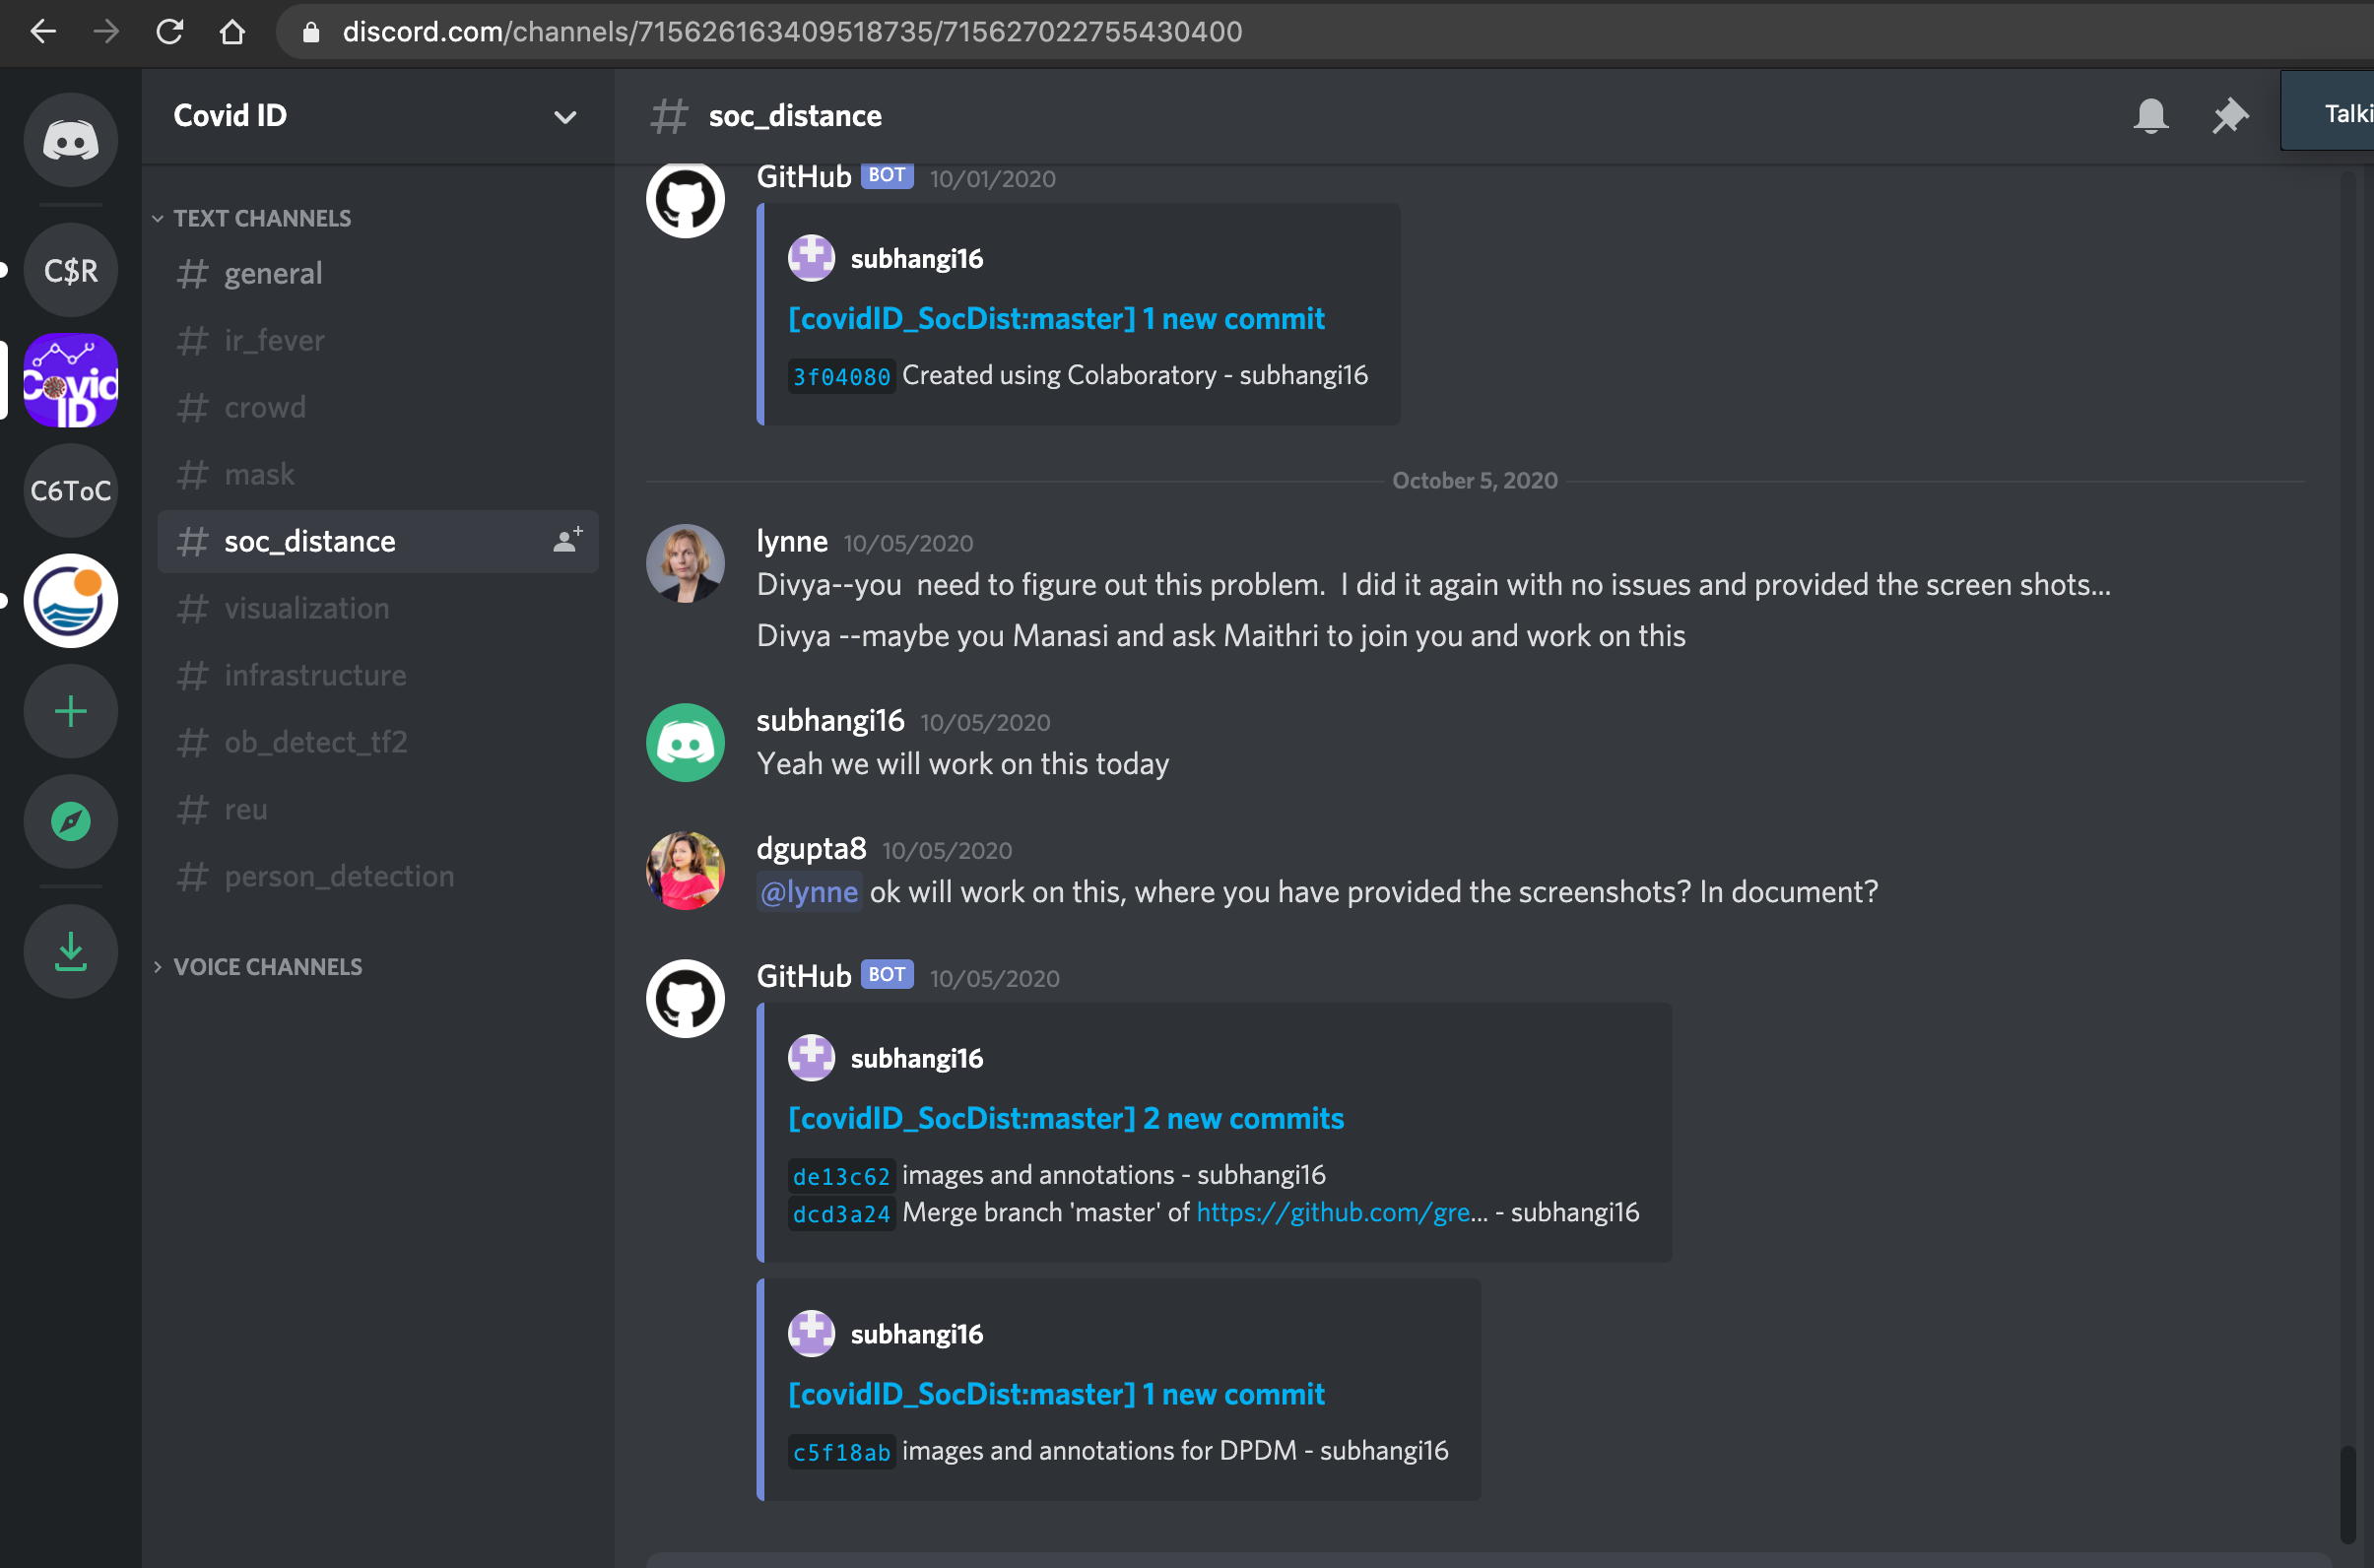 discord.com/channels/715626163409518735/715627022755430400
Covid ID
TEXT CHANNELS
# general
# ir_fever
# crowd
# mask
# soc_distance
# visualization
# infrastructure
# ob_detect_tf2
# reu
# person_detection
VOICE CHANNELS
C$R
Covid
ID
C6ToC
# soc_distance
Talki
GitHub BOT 10/01/2020
subhangi16
[covidID_SocDist:master] 1 new commit
3f04080 Created using Colaboratory - subhangi16
October 5, 2020
lynne 10/05/2020
Divya--you  need to figure out this problem.  I did it again with no issues and provided the screen shots...
Divya --maybe you Manasi and ask Maithri to join you and work on this
subhangi16 10/05/2020
Yeah we will work on this today
dgupta8 10/05/2020
@lynne ok will work on this, where you have provided the screenshots? In document?
GitHub BOT 10/05/2020
subhangi16
[covidID_SocDist:master] 2 new commits
de13c62 images and annotations - subhangi16
dcd3a24 Merge branch 'master' of https://github.com/gre... - subhangi16
subhangi16
[covidID_SocDist:master] 1 new commit
c5f18ab images and annotations for DPDM - subhangi16